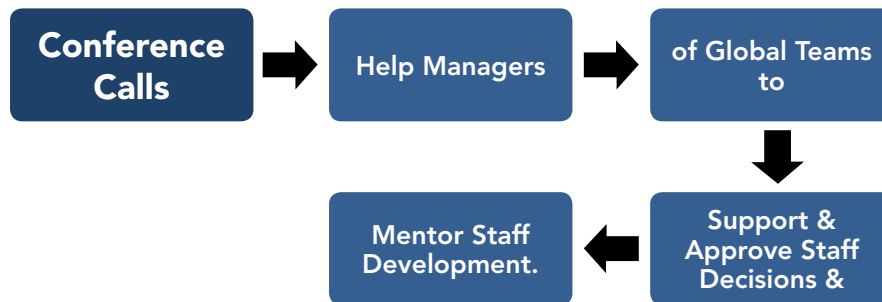 Conference
Calls
Help Managers
of Global Teams
to
Support &
Approve Staff
Decisions &
Mentor Staff
Development.